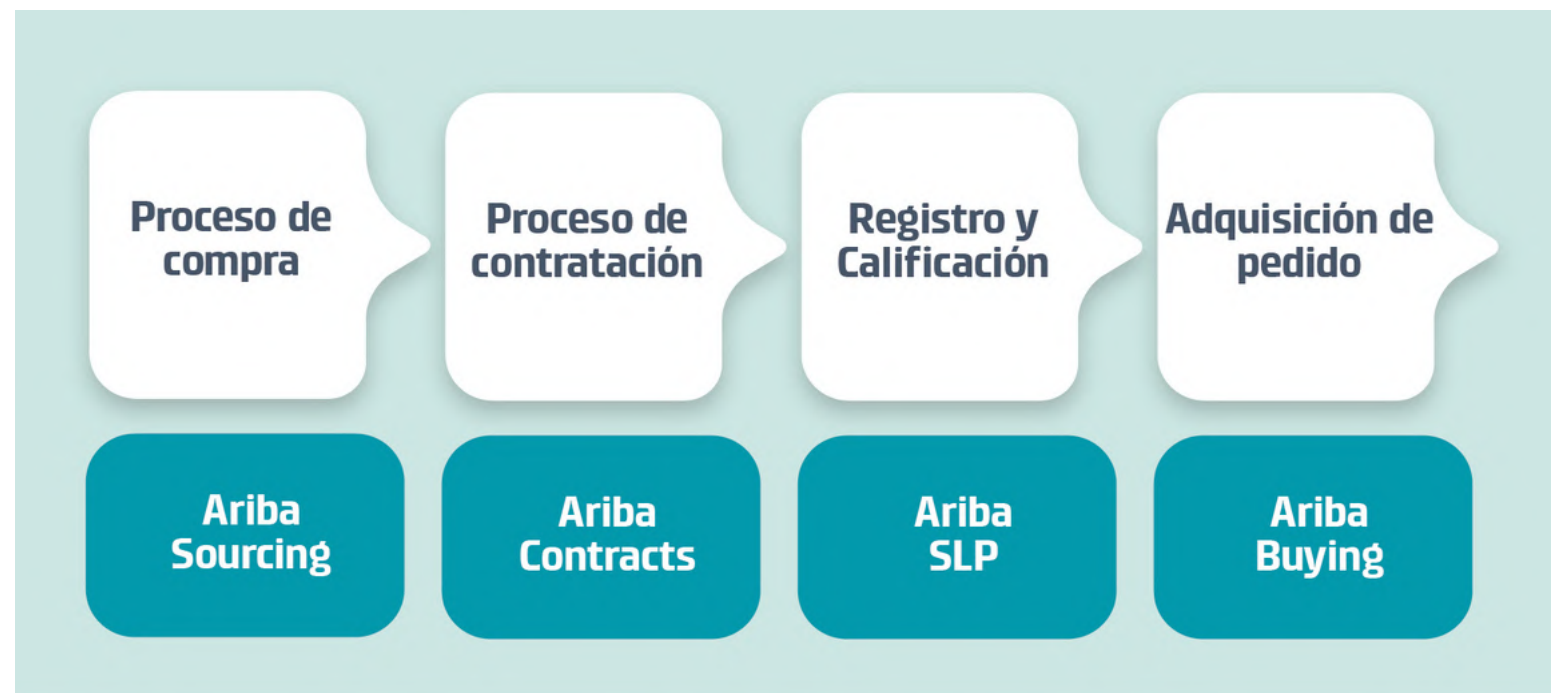 Proceso de
compra
Proceso de
contratación
Registro y
Calificación
Adquisición de
pedido
Ariba
Sourcing
Ariba
Contracts
Ariba
SLP
Ariba
Buying